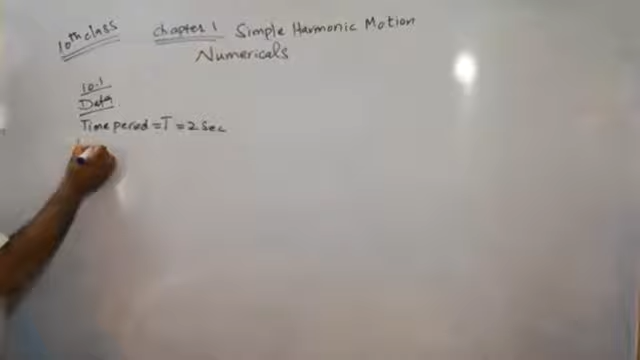 10th class Chapter 1 Simple Harmonic Motion
Numericals
10.1
Data
Time period = T = 2 Sec